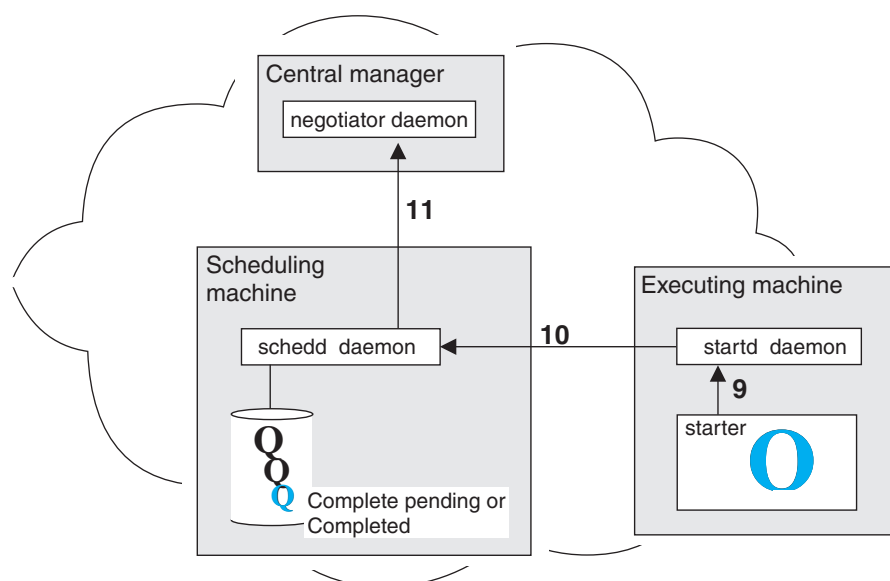 Central manager
negotiator daemon
11
Scheduling
machine
schedd daemon
Q
Q
Q
Complete pending or
Completed
10
Executing machine
startd daemon
9
starter
O